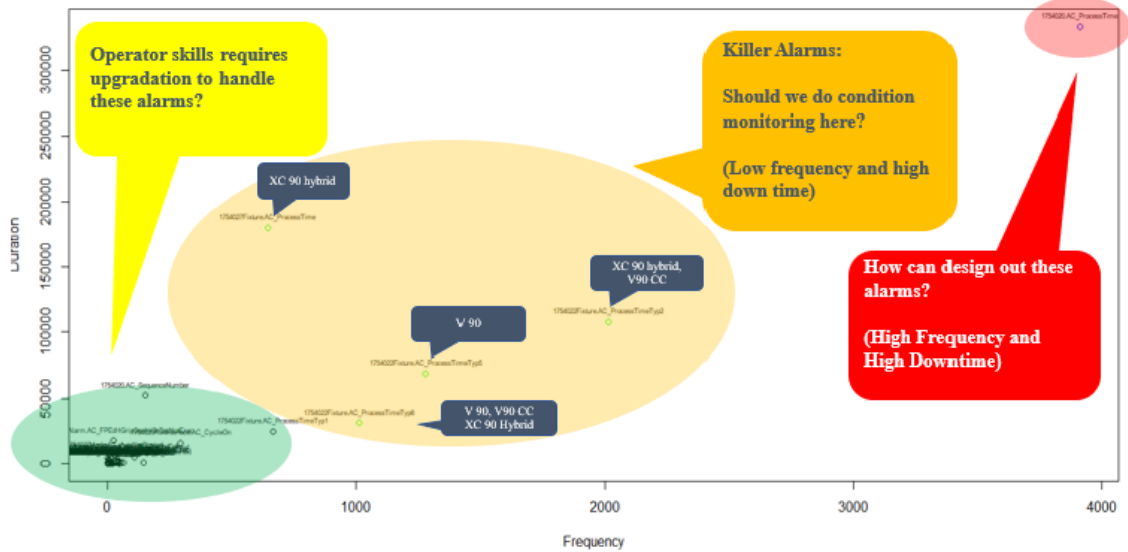 Operator skills requires
upgradation to handle
these alarms?
Killer Alarms:
Should we do condition
monitoring here?
(Low frequency and high
down time)
How can design out these
alarms?
(High Frequency and
High Downtime)
1754020.AC_ProcessTime
XC 90 hybrid
1754027Fixture.AC_ProcessTime
XC 90 hybrid,
V90 CC
1754022Fixture.AC_ProcessTimeTyp2
V 90
1754022Fixture.AC_ProcessTimeTyp5
V 90, V90 CC
XC 90 Hybrid
1754022Fixture.AC_ProcessTimeTyp6
1754020.AC_SequenceNumber
1754022Fixture.AC_ProcessTimeTyp1
Duration
300000
250000
200000
150000
100000
50000
0
0
1000
2000
3000
4000
Frequency